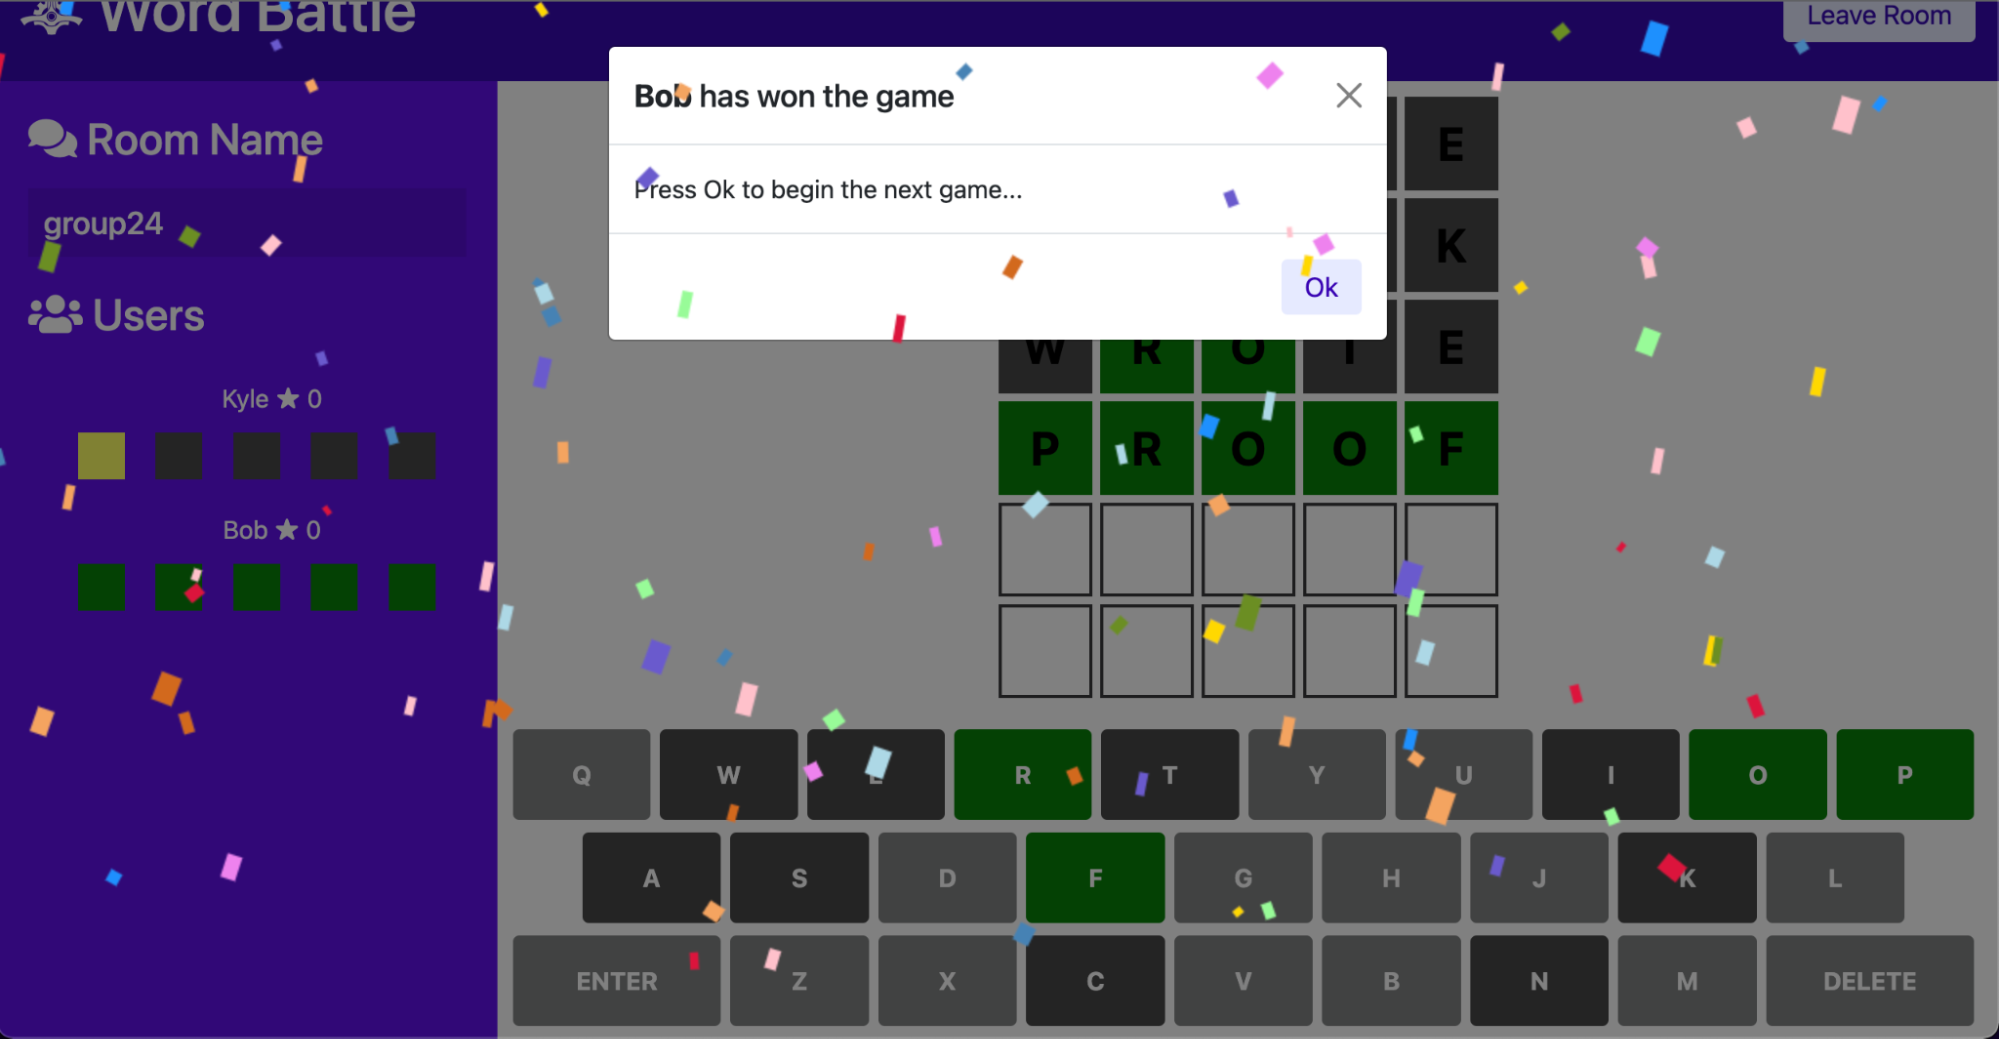 Word Battle
Leave Room
Bob has won the game
Press Ok to begin the next game...
Ok
Room Name
group24
Users
Kyle ★ 0
Bob ★ 0
E
K
W R O T E
P R O O F
Q W E R T Y U I O P
A S D F G H J K L
ENTER Z X C V B N M DELETE